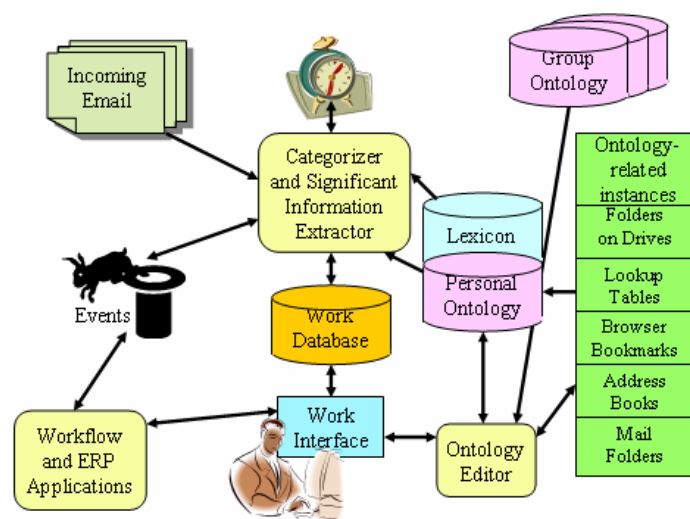 Incoming
Email
Group
Ontology
Categorizer
and Significant
Information
Extractor
Ontology-
related
instances
Folders
on Drives
Lexicon
Personal
Ontology
Lookup
Tables
Events
Work
Database
Browser
Bookmarks
Address
Books
Work
Interface
Workflow
and ERP
Applications
Ontology
Editor
Mail
Folders